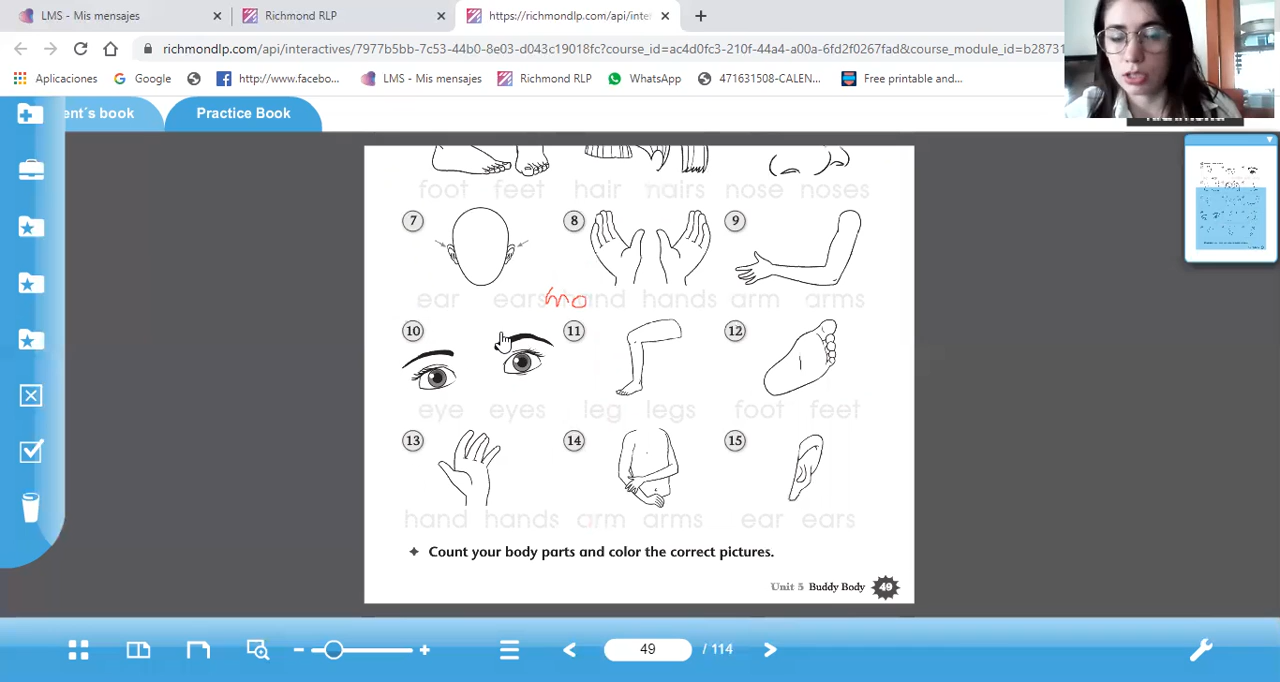 LMS - Mis mensajes
Richmond RLP
https://richmondlp.com/api/inter
richmondlp.com/api/interactives/7977b5bb-7c53-44b0-8e03-d043219018fc?course_id=ac4d0fc3-210f-44a4-a00a-6fd2f0267fad&course_module_id=b28731
Aplicaciones
Google
http://www.facebo...
LMS - Mis mensajes
Richmond RLP
WhatsApp
471631508-CALEN...
Free printable and...
ent´s book
Practice Book
foot feet hair hairs nose noses
7 8 9
ear ears mo hand hands arm arms
10 11 12
eye eyes leg legs foot feet
13 14 15
hand hands arm arms ear ears
Count your body parts and color the correct pictures.
Unit 5 Buddy Body 49
49 / 114